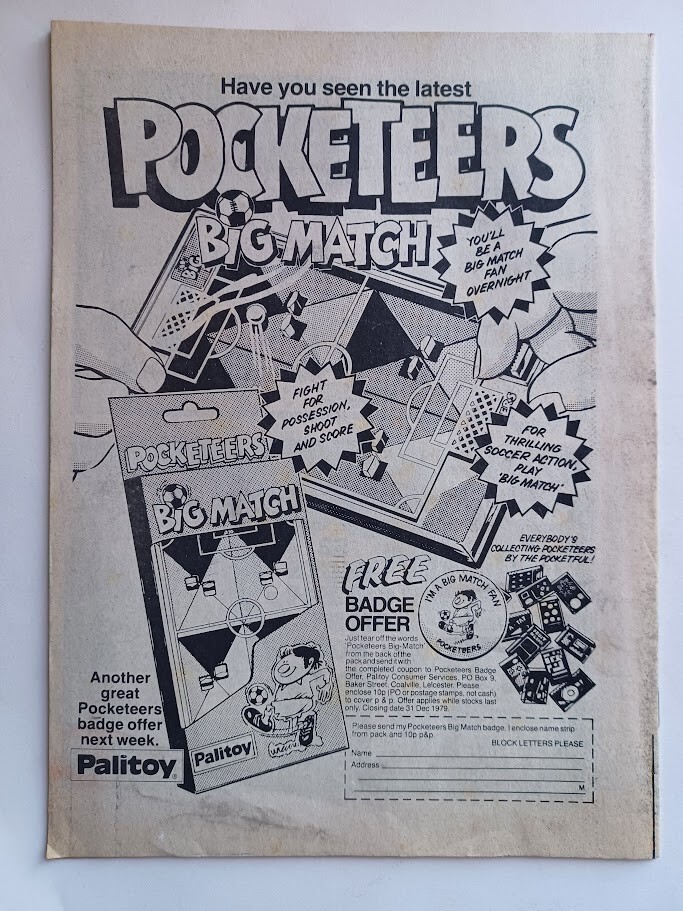 Have you seen the latest
POCKETEERS
BIG MATCH
YOU'LL
BE A
BIG MATCH
FAN
OVERNIGHT
BIG
FIGHT
FOR
POSSESSION,
SHOOT
AND SCORE
FOR
THRILLING
SOCCER ACTION,
PLAY
'BIG MATCH'
POCKETEERS
BIG MATCH
EVERYBODY'S
COLLECTING POCKETEERS
BY THE POCKETFUL!
FREE
BADGE
OFFER
I'M A BIG MATCH FAN
POCKETEERS
Just tear off the words
'Pocketeers Big-Match'
from the back of the
pack and send it with
the completed coupon to Pocketeers Badge
Offer, Palitoy Consumer Services, PO Box 9,
Baker Street, Coalville, Leicester. Please
enclose 10p (PO or postage stamps, not cash)
to cover p & p. Offer applies while stocks last
only. Closing date 31 Dec 1979.
Another
great
Pocketeers
badge offer
next week.
Palitoy
Palitoy
Please send my Pocketeers Big Match badge. I enclose name strip
from pack and 10p p&p.
BLOCK LETTERS PLEASE
Name
Address
M